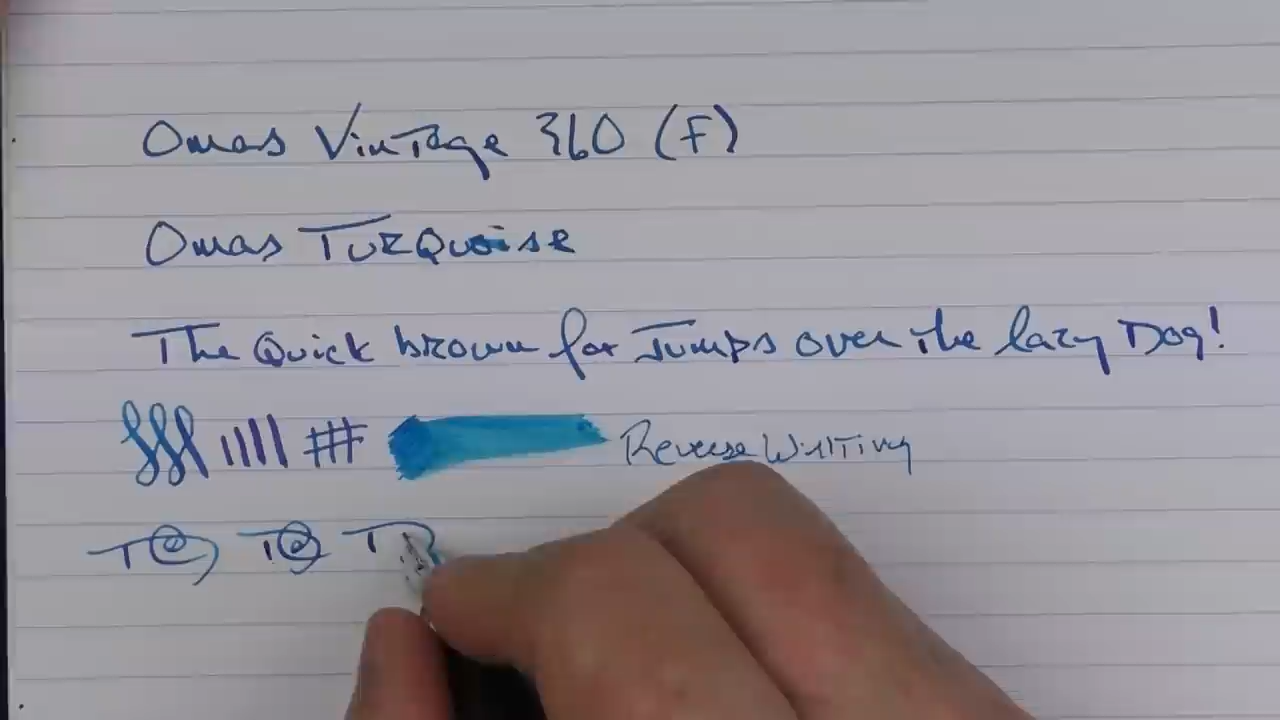 Omas Vintage 360 (F)
Omas Turquoise
The Quick brown fox Jumps over the lazy Dog!
Reverse Writing